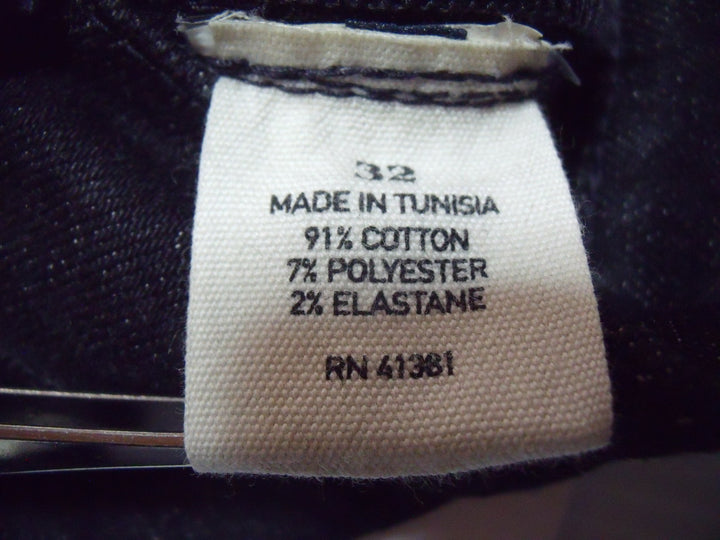 32
MADE IN TUNISIA
91% COTTON
7% POLYESTER
2% ELASTANE
RN 41381